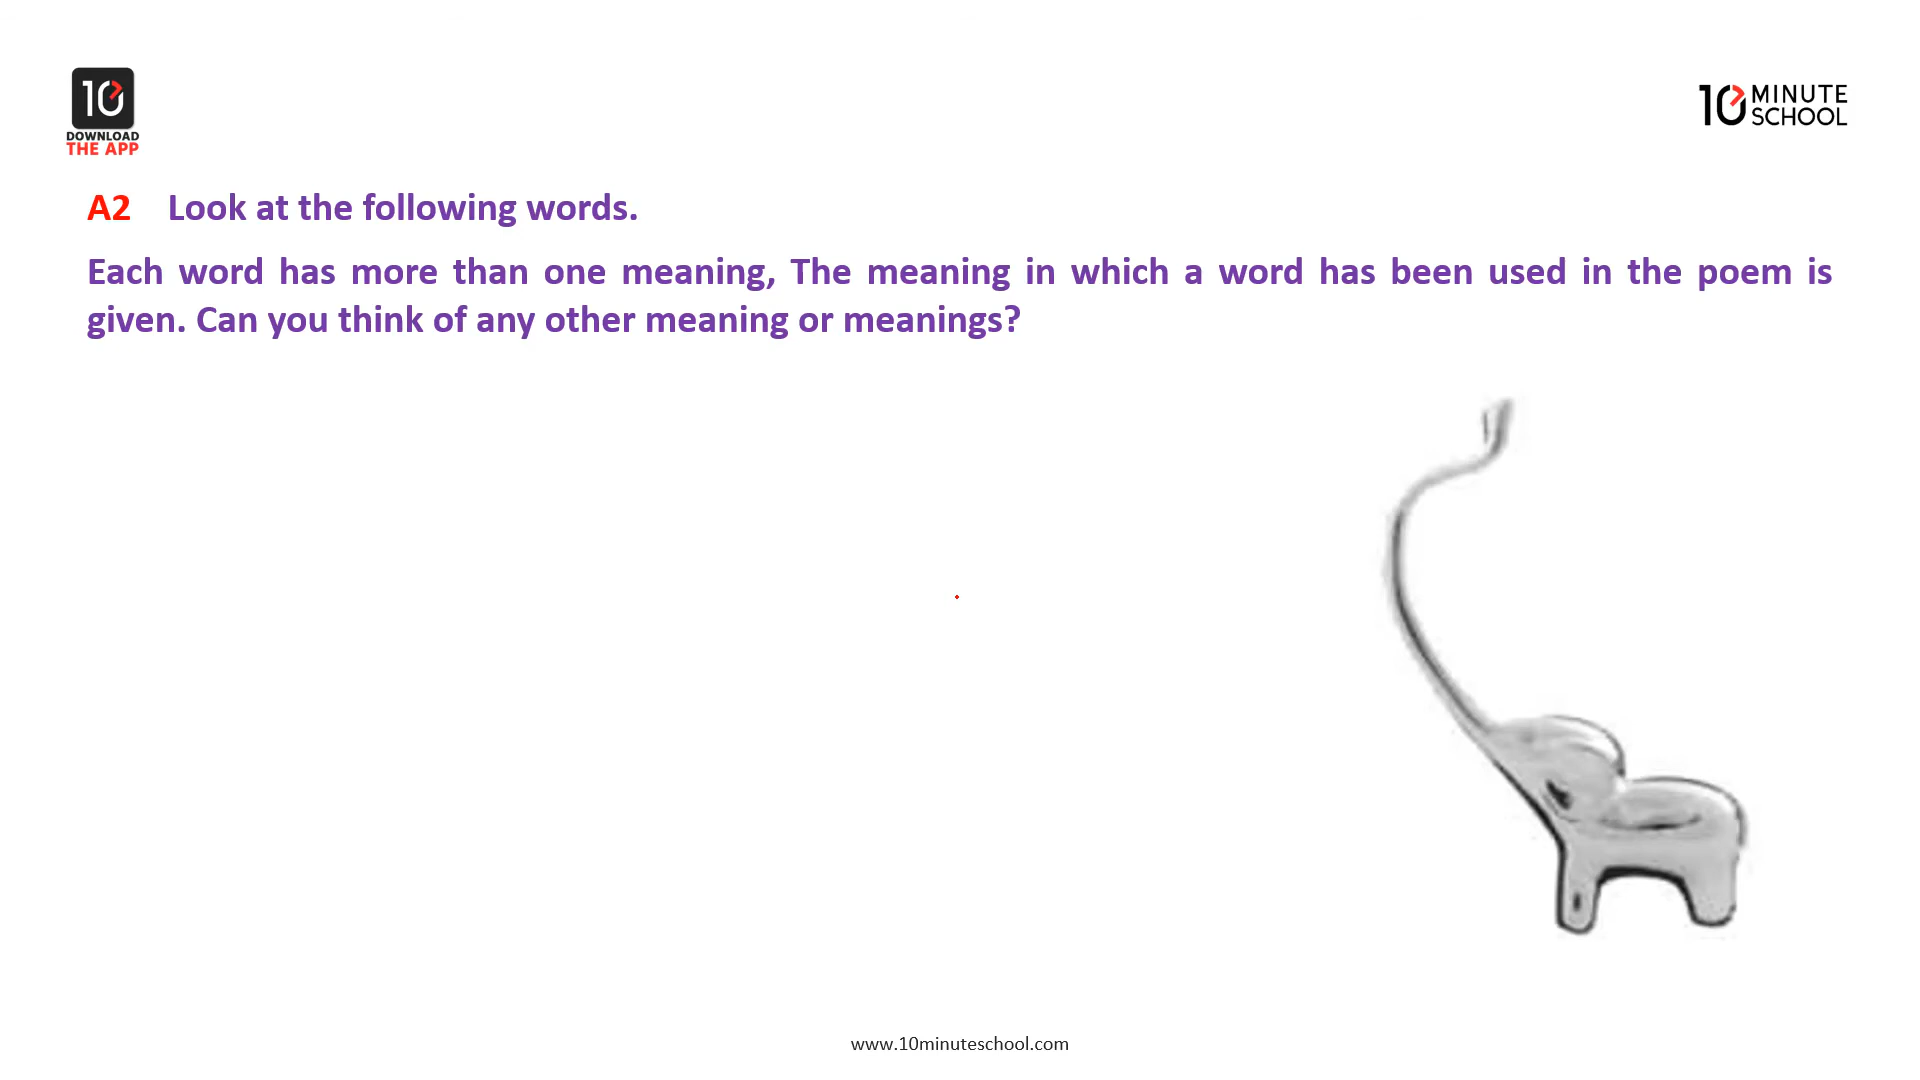 10
DOWNLOAD
THE APP
10 MINUTE
SCHOOL
A2 Look at the following words.
Each word has more than one meaning, The meaning in which a word has been used in the poem is
given. Can you think of any other meaning or meanings?
www.10minuteschool.com